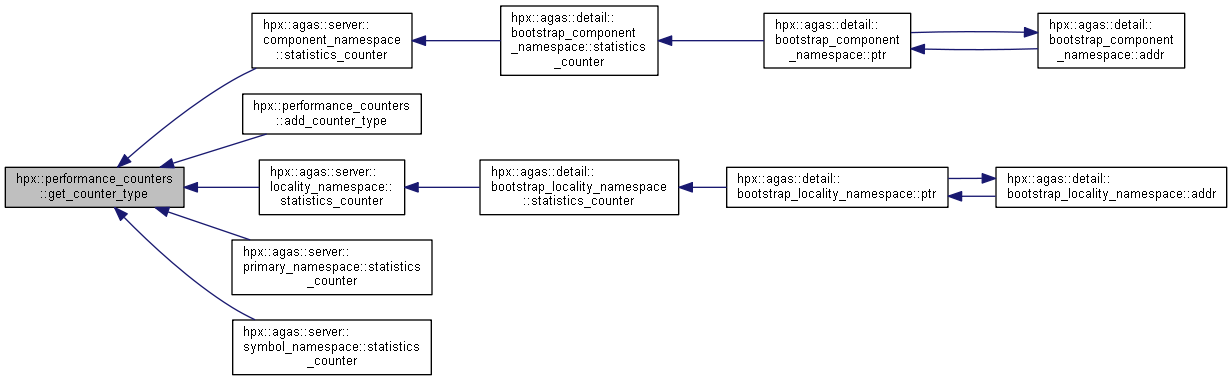 hpx::agas::server::
component_namespace
::statistics_counter
hpx::agas::detail::
bootstrap_component
_namespace::statistics
_counter
hpx::agas::detail::
bootstrap_component
_namespace::ptr
hpx::agas::detail::
bootstrap_component
_namespace::addr
hpx::performance_counters
::add_counter_type
hpx::performance_counters
::get_counter_type
hpx::agas::server::
locality_namespace::
statistics_counter
hpx::agas::detail::
bootstrap_locality_namespace
::statistics_counter
hpx::agas::detail::
bootstrap_locality_namespace::ptr
hpx::agas::detail::
bootstrap_locality_namespace::addr
hpx::agas::server::
primary_namespace::statistics
_counter
hpx::agas::server::
symbol_namespace::statistics
_counter